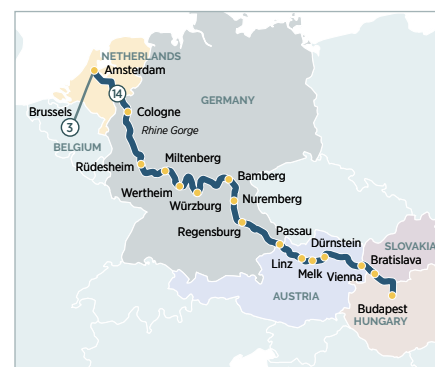 NETHERLANDS
Amsterdam
14
GERMANY
Brussels
3
Cologne
Rhine Gorge
BELGIUM
Miltenberg
Rüdesheim
Bamberg
Wertheim
Würzburg
Nuremberg
Regensburg
Passau
Dürnstein
SLOVAKIA
Linz
Melk
Vienna
Bratislava
AUSTRIA
Budapest
HUNGARY